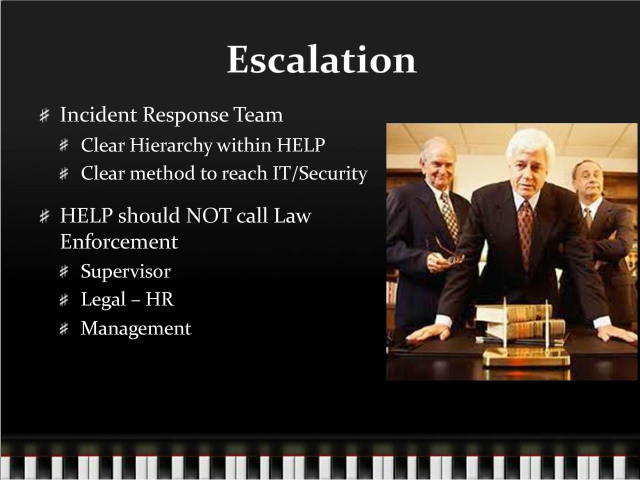 Escalation
Incident Response Team
Clear Hierarchy within HELP
Clear method to reach IT/Security
HELP should NOT call Law
Enforcement
Supervisor
Legal – HR
Management